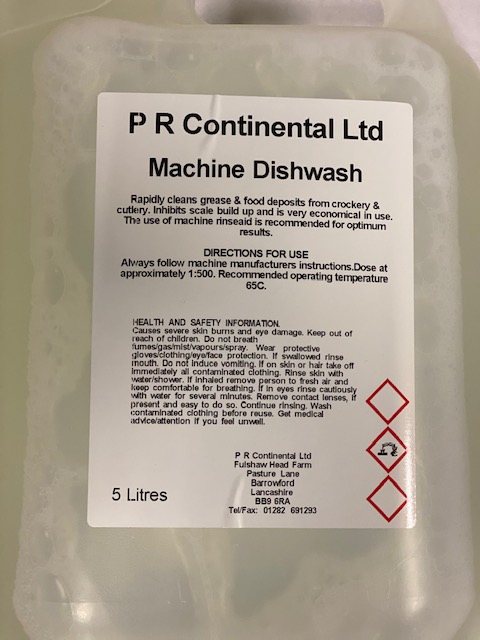 P R Continental Ltd
Machine Dishwash
Rapidly cleans grease & food deposits from crockery &
cutlery. Inhibits scale build up and is very economical in use.
The use of machine rinseaid is recommended for optimum
results.
DIRECTIONS FOR USE
Always follow machine manufacturers instructions.Dose at
approximately 1:500. Recommended operating temperature
65C.
HEALTH AND SAFETY INFORMATION.
Causes severe skin burns and eye damage. Keep out of
reach of children. Do not breath
/umes/gas/mist/vapours/spray. Wear protective
gloves/clothing/eye/face protection. If swallowed rinse
mouth. Do not induce vomiting. If on skin or hair take off
immediately all contaminated clothing. Rinse skin with
water/shower. If inhaled remove person to fresh air and
keep comfortable for breathing. If in eyes rinse cautiously
with water for several minutes. Remove contact lenses, if
present and easy to do so. Continue rinsing. Wash
contaminated clothing before reuse. Get medical
advice/attention if you feel unwell.
P R Continental Ltd
Fulshaw Head Farm
Pasture Lane
Barrowford
Lancashire
BB9 6RA
Tel/Fax: 01282 691293
5 Litres